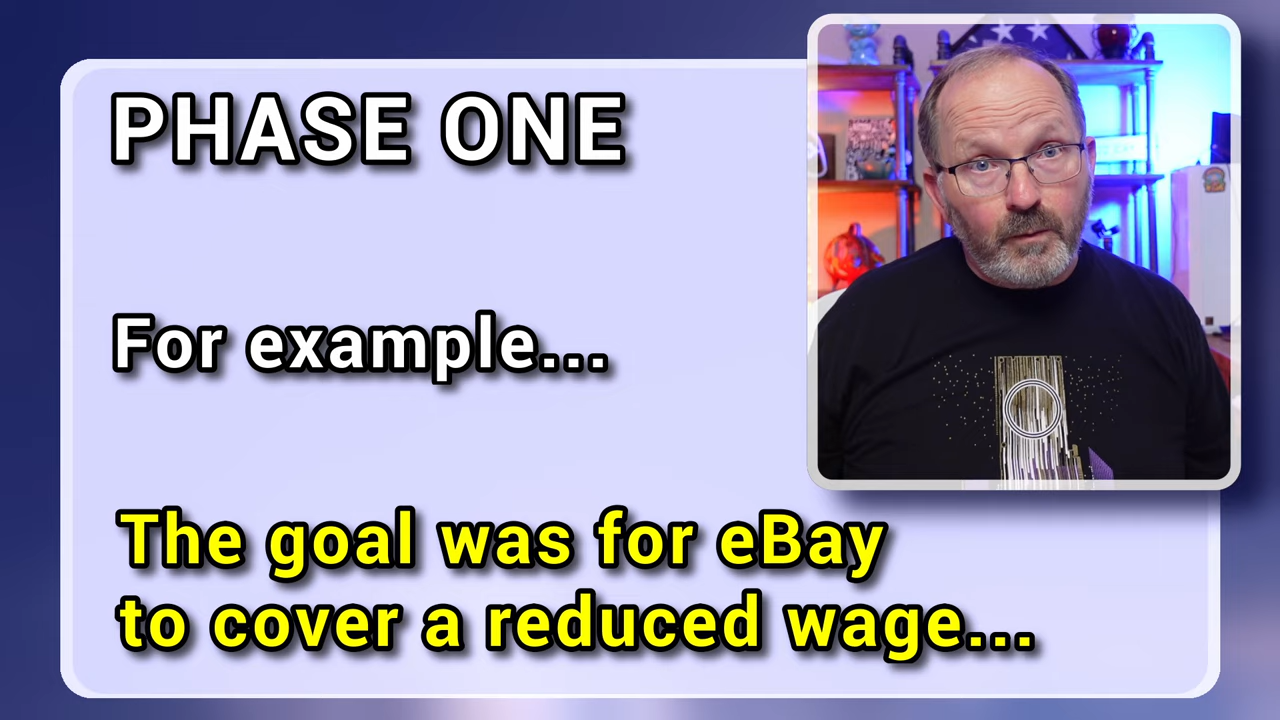 PHASE ONE
For example...
The goal was for eBay
to cover a reduced wage...